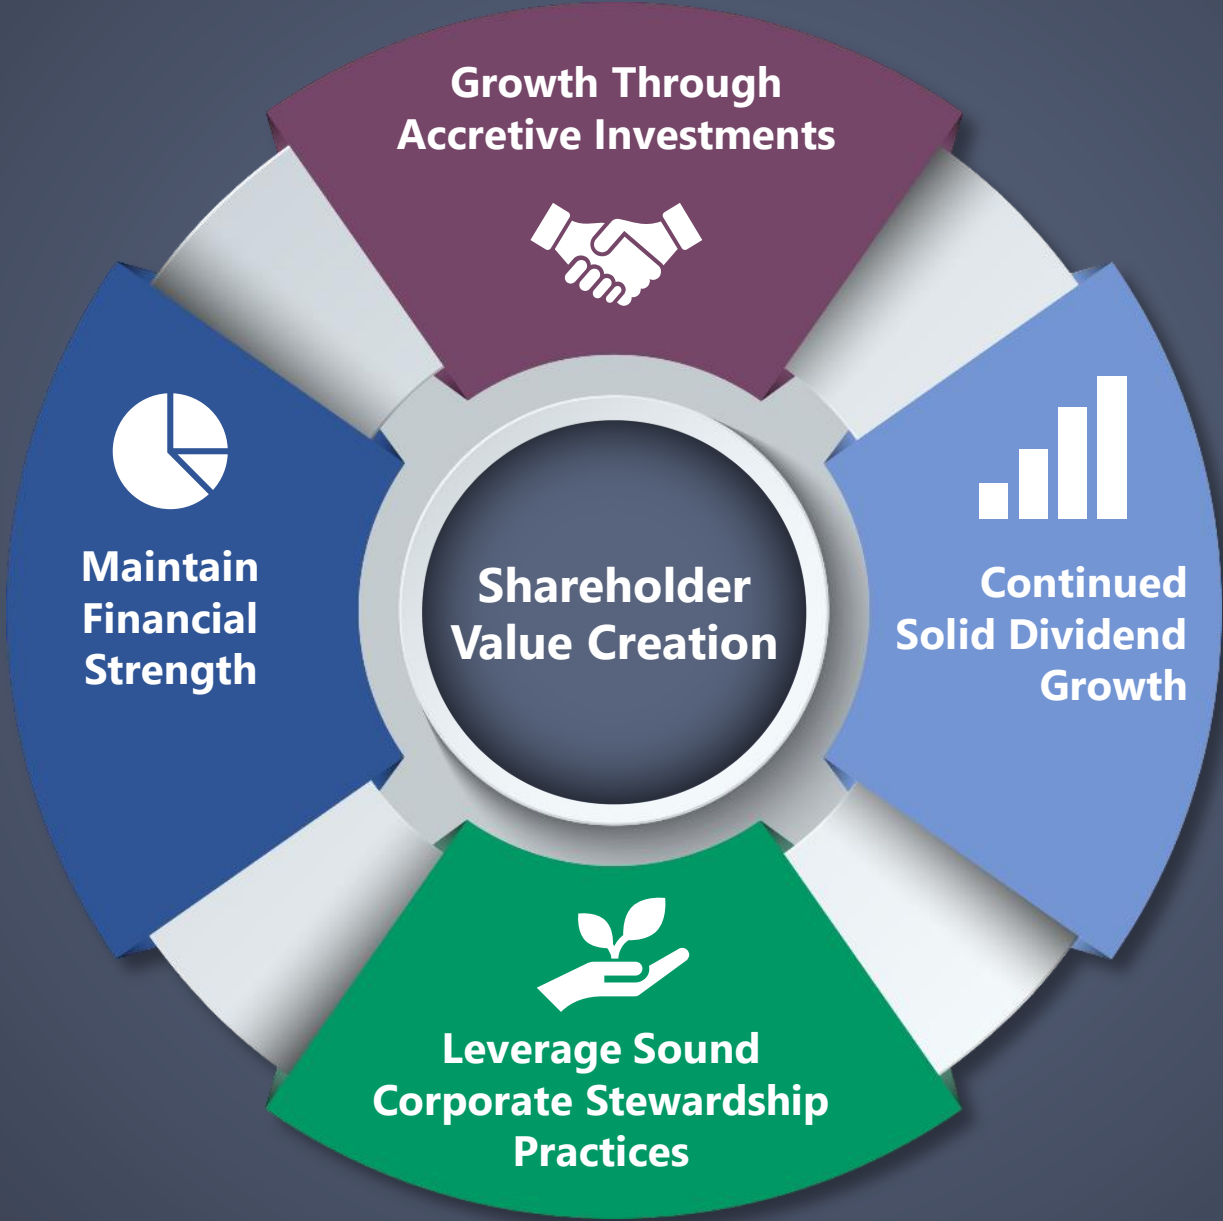 Growth Through
Accretive Investments
Maintain
Financial
Strength
Shareholder
Value Creation
Continued
Solid Dividend
Growth
Leverage Sound
Corporate Stewardship
Practices